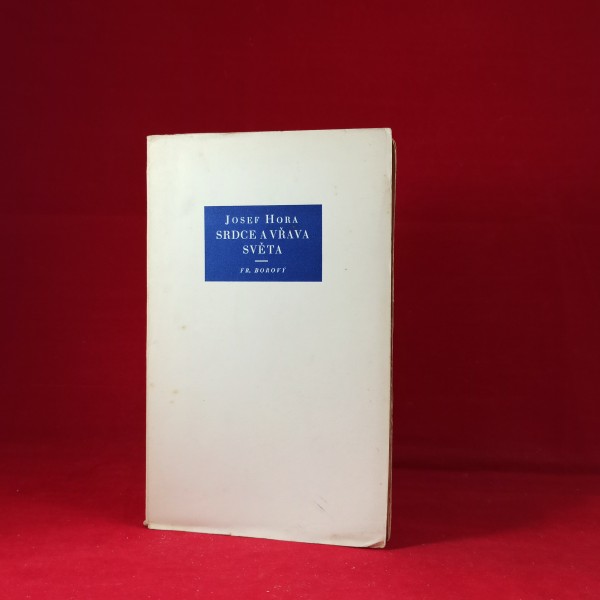 Josef Hora
SRDCE A VŘAVA
SVĚTA
FR. BOROVÝ